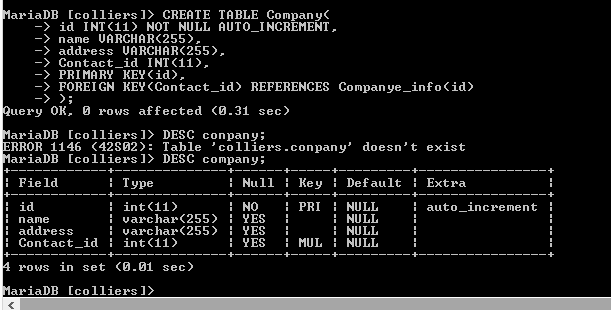 MariaDB [colliers]> CREATE TABLE Company(
-> id INT(11) NOT NULL AUTO_INCREMENT,
-> name VARCHAR(255),
-> address VARCHAR(255),
-> Contact_id INT(11),
-> PRIMARY KEY(id),
-> FOREIGN KEY(Contact_id) REFERENCES Companye_info(id)
-> );
Query OK, 0 rows affected (0.31 sec)
MariaDB [colliers]> DESC conpany;
ERROR 1146 (42S02): Table 'colliers.conpany' doesn't exist
MariaDB [colliers]> DESC company;
+------------+--------------+------+-----+---------+----------------+
| Field | Type | Null | Key | Default | Extra |
+------------+--------------+------+-----+---------+----------------+
| id | int(11) | NO | PRI | NULL | auto_increment |
| name | varchar(255) | YES | | NULL | |
| address | varchar(255) | YES | | NULL | |
| Contact_id | int(11) | YES | MUL | NULL | |
+------------+--------------+------+-----+---------+----------------+
4 rows in set (0.01 sec)
MariaDB [colliers]>